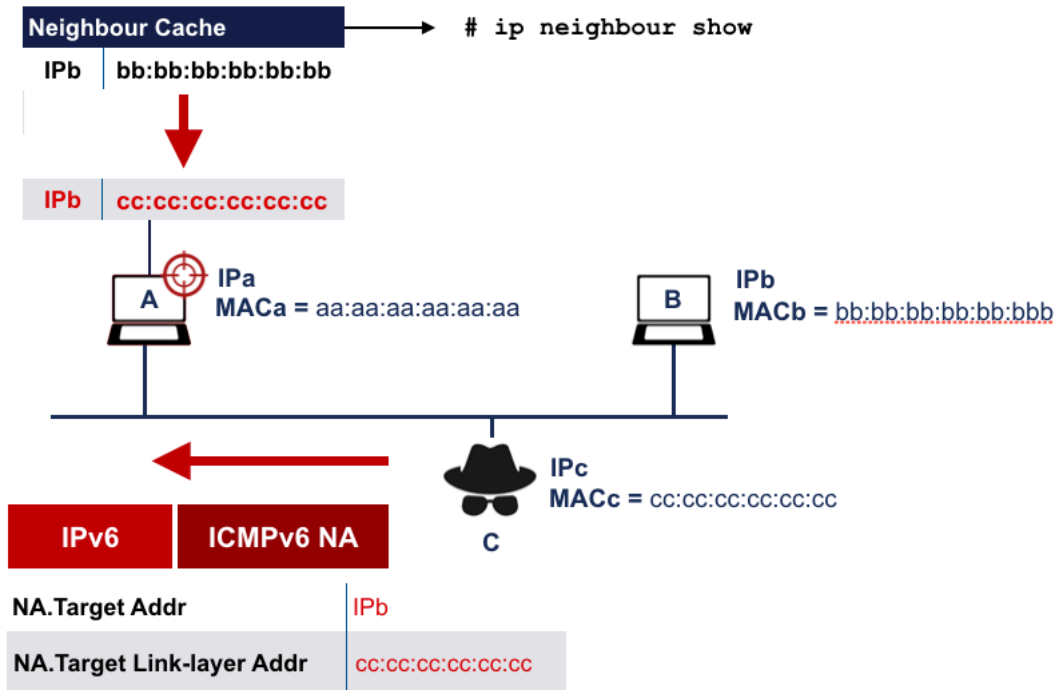 Neighbour Cache
# ip neighbour show
IPb bb:bb:bb:bb:bb:bb
IPb cc:cc:cc:cc:cc:cc
A
IPa
MACa = aa:aa:aa:aa:aa:aa
B
IPb
MACb = bb:bb:bb:bb:bb:bbb
IPc
MACc = cc:cc:cc:cc:cc:cc
C
IPv6
ICMPv6 NA
NA.Target Addr IPb
NA.Target Link-layer Addr cc:cc:cc:cc:cc:cc